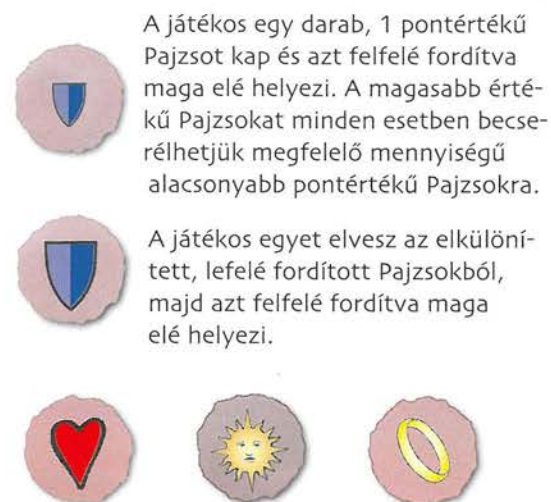 A játékos egy darab, 1 pontértékű
Pajzsot kap és azt felfelé fordítva
maga elé helyezi. A magasabb érté-
kű Pajzsokat minden esetben becse-
rélhetjük megfelelő mennyiségű
alacsonyabb pontértékű Pajzsokra.
A játékos egyet elvesz az elkülöní-
tett, lefelé fordított Pajzsokból,
majd azt felfelé fordítva maga
elé helyezi.